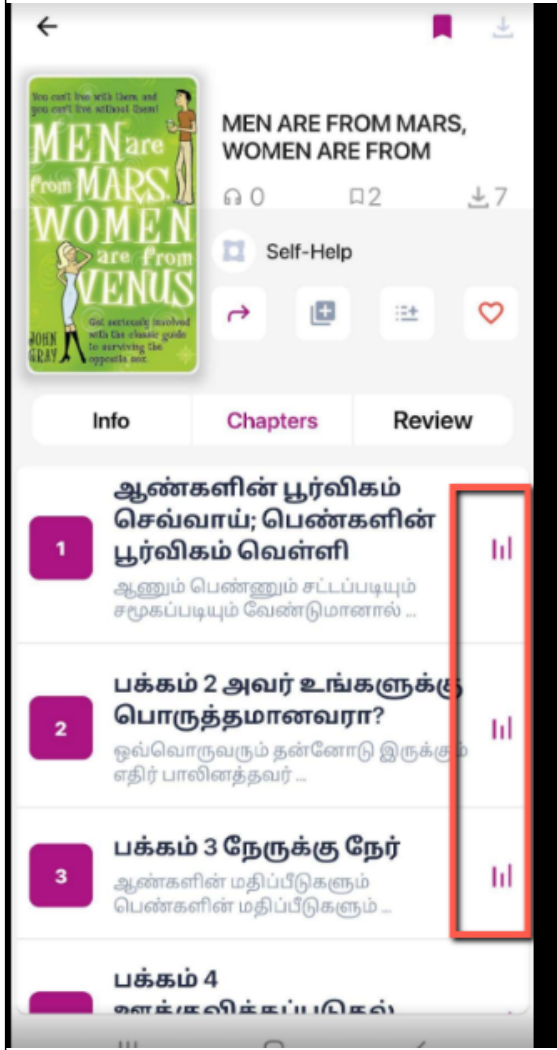 You can't live with them and
you can't live without them!
MEN are
from MARS,
WOMEN
are from
VENUS
Get seriously involved
with the classic guide
to surviving the
opposite sex.
JOHN
GRAY
MEN ARE FROM MARS,
WOMEN ARE FROM
0 2 7
Self-Help
Info Chapters Review
1
ஆண்களின் பூர்விகம்
செவ்வாய்; பெண்களின்
பூர்விகம் வெள்ளி
ஆணும் பெண்ணும் சட்டப்படியும்
சமூகப்படியும் வேண்டுமானால் ...
2
பக்கம் 2 அவர் உங்களுக்கு
பொருத்தமானவரா?
ஒவ்வொருவரும் தன்னோடு இருக்கும்
எதிர் பாலினத்தவர் ...
3
பக்கம் 3 நேருக்கு நேர்
ஆண்களின் மதிப்பீடுகளும்
பெண்களின் மதிப்பீடுகளும் ...
பக்கம் 4